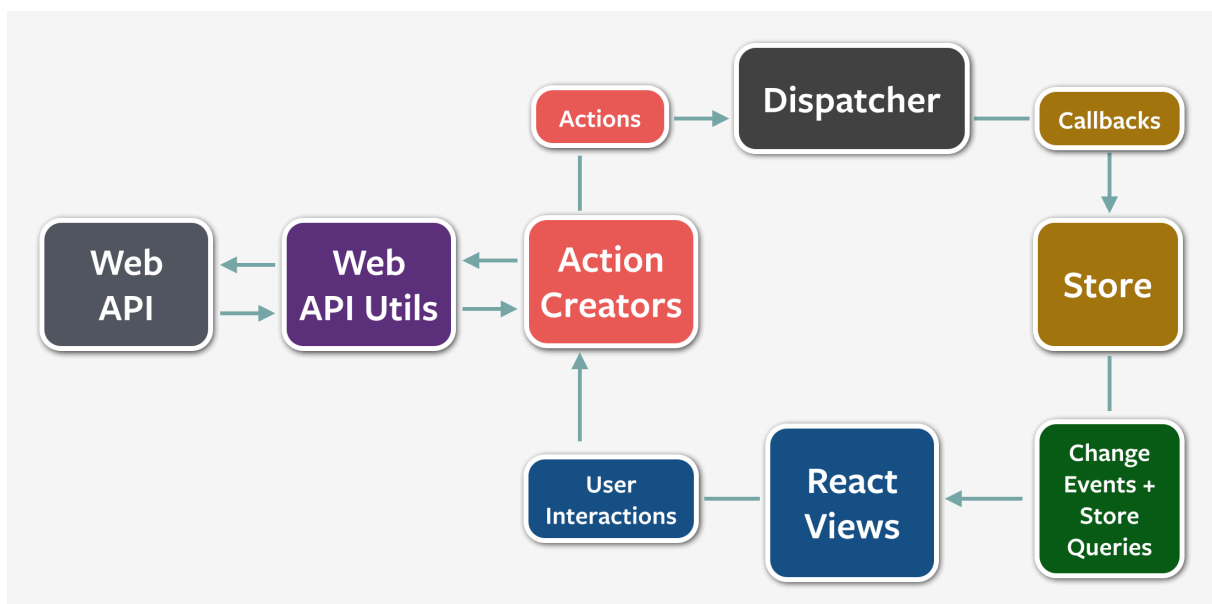 Dispatcher
Actions
Callbacks
Web
API
Web
API Utils
Action
Creators
Store
User
Interactions
React
Views
Change
Events +
Store
Queries